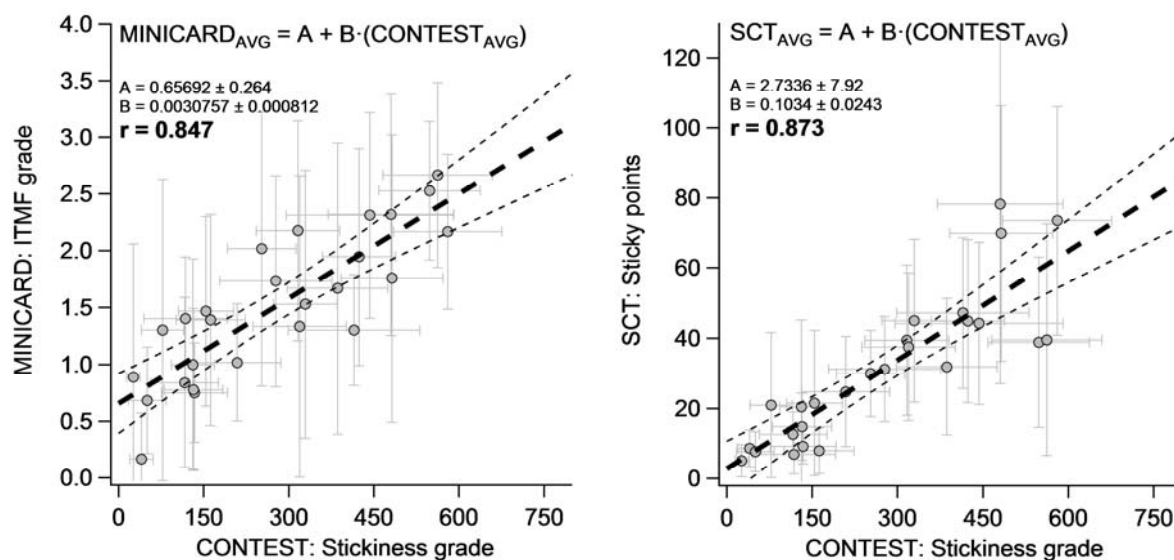 MINICARD_AVG = A + B·(CONTEST_AVG)
A = 0.65692 ± 0.264
B = 0.0030757 ± 0.000812
r = 0.847
MINICARD: ITMF grade
4.0
3.5
3.0
2.5
2.0
1.5
1.0
0.5
0.0
0 150 300 450 600 750
CONTEST: Stickiness grade
SCT_AVG = A + B·(CONTEST_AVG)
A = 2.7336 ± 7.92
B = 0.1034 ± 0.0243
r = 0.873
SCT: Sticky points
120
100
80
60
40
20
0
0 150 300 450 600 750
CONTEST: Stickiness grade